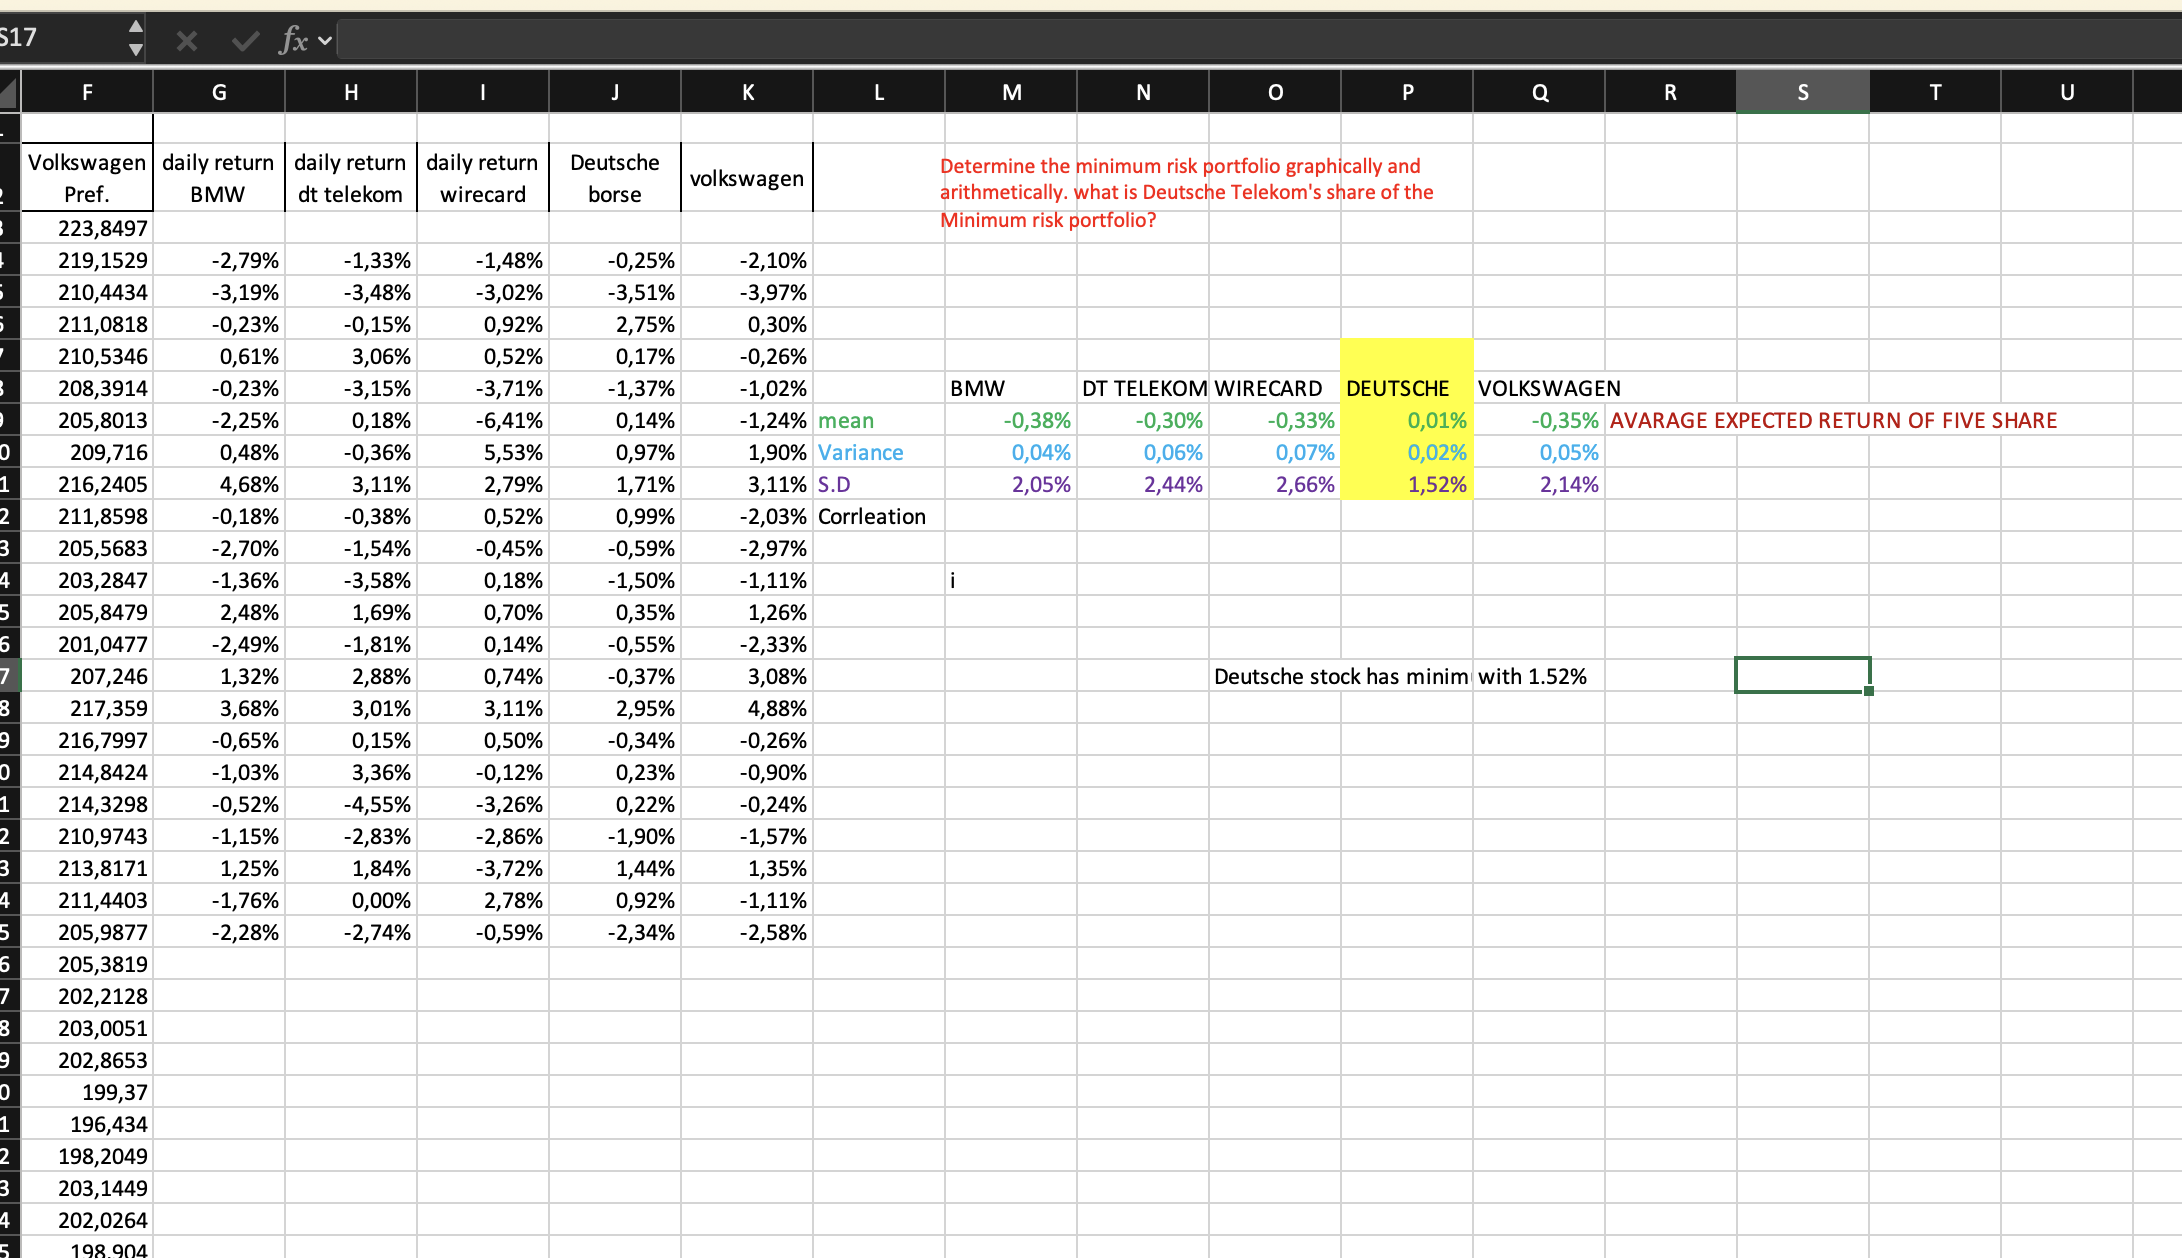 S17 fx
F G H I J K L M N O P Q R S T U
Volkswagen Pref. daily return BMW daily return dt telekom daily return wirecard Deutsche borse volkswagen
Determine the minimum risk portfolio graphically and
arithmetically. what is Deutsche Telekom's share of the
Minimum risk portfolio?
223,8497
219,1529 -2,79% -1,33% -1,48% -0,25% -2,10%
210,4434 -3,19% -3,48% -3,02% -3,51% -3,97%
211,0818 -0,23% -0,15% 0,92% 2,75% 0,30%
210,5346 0,61% 3,06% 0,52% 0,17% -0,26%
208,3914 -0,23% -3,15% -3,71% -1,37% -1,02% BMW DT TELEKOM WIRECARD DEUTSCHE VOLKSWAGEN
205,8013 -2,25% 0,18% -6,41% 0,14% -1,24% mean -0,38% -0,30% -0,33% 0,01% -0,35% AVARAGE EXPECTED RETURN OF FIVE SHARE
209,716 0,48% -0,36% 5,53% 0,97% 1,90% Variance 0,04% 0,06% 0,07% 0,02% 0,05%
216,2405 4,68% 3,11% 2,79% 1,71% 3,11% S.D 2,05% 2,44% 2,66% 1,52% 2,14%
211,8598 -0,18% -0,38% 0,52% 0,99% -2,03% Corrleation
205,5683 -2,70% -1,54% -0,45% -0,59% -2,97%
203,2847 -1,36% -3,58% 0,18% -1,50% -1,11% i
205,8479 2,48% 1,69% 0,70% 0,35% 1,26%
201,0477 -2,49% -1,81% 0,14% -0,55% -2,33%
207,246 1,32% 2,88% 0,74% -0,37% 3,08% Deutsche stock has minim with 1.52%
217,359 3,68% 3,01% 3,11% 2,95% 4,88%
216,7997 -0,65% 0,15% 0,50% -0,34% -0,26%
214,8424 -1,03% 3,36% -0,12% 0,23% -0,90%
214,3298 -0,52% -4,55% -3,26% 0,22% -0,24%
210,9743 -1,15% -2,83% -2,86% -1,90% -1,57%
213,8171 1,25% 1,84% -3,72% 1,44% 1,35%
211,4403 -1,76% 0,00% 2,78% 0,92% -1,11%
205,9877 -2,28% -2,74% -0,59% -2,34% -2,58%
205,3819
202,2128
203,0051
202,8653
199,37
196,434
198,2049
203,1449
202,0264
198,904